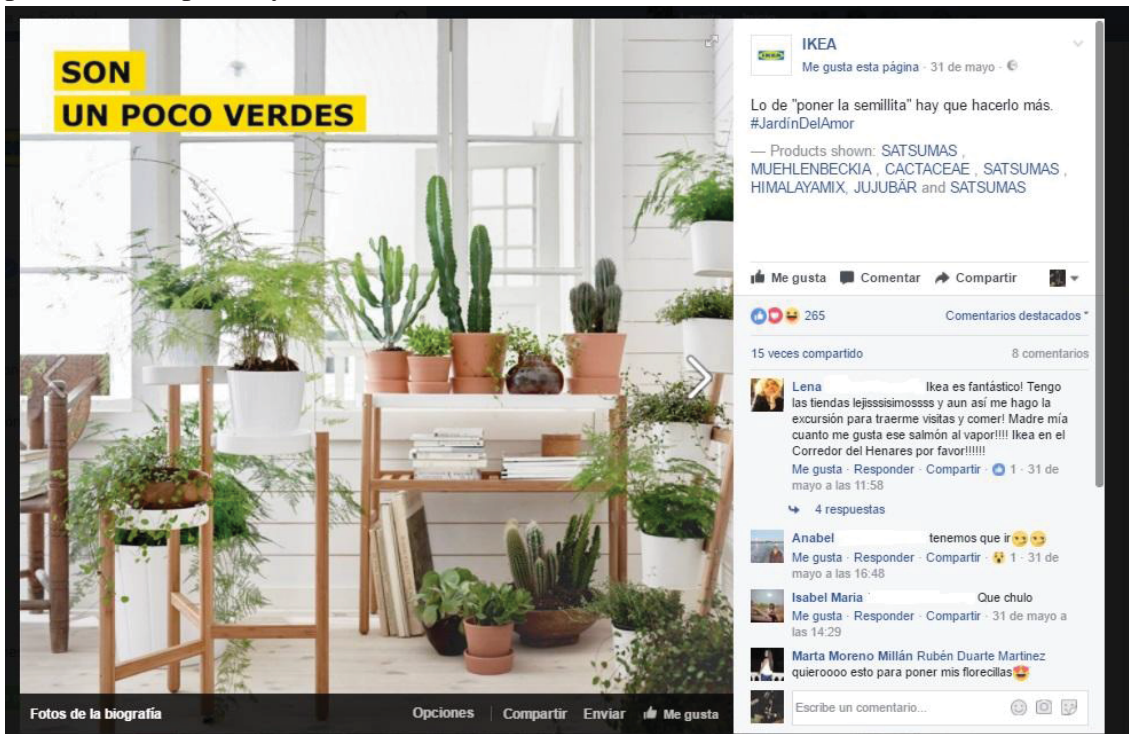 SON
UN POCO VERDES
IKEA
IKEA
Me gusta esta página · 31 de mayo ·
Lo de "poner la semillita" hay que hacerlo más.
#JardínDelAmor
— Products shown: SATSUMAS ,
MUEHLENBECKIA , CACTACEAE , SATSUMAS ,
HIMALAYAMIX, JUJUBÄR and SATSUMAS
Me gusta Comentar Compartir
265 Comentarios destacados
15 veces compartido 8 comentarios
Lena Ikea es fantástico! Tengo
las tiendas lejisssisimossss y aun así me hago la
excursión para traerme visitas y comer! Madre mía
cuanto me gusta ese salmón al vapor!!!! Ikea en el
Corredor del Henares por favor!!!!!!
Me gusta · Responder · Compartir · 1 · 31 de
mayo a las 11:58
4 respuestas
Anabel tenemos que ir
Me gusta · Responder · Compartir · 1 · 31 de
mayo a las 16:48
Isabel Maria Que chulo
Me gusta · Responder · Compartir · 31 de mayo a
las 14:29
Marta Moreno Millán Rubén Duarte Martinez
quieroooo esto para poner mis florecillas
Escribe un comentario...
Fotos de la biografía Opciones Compartir Enviar Me gusta